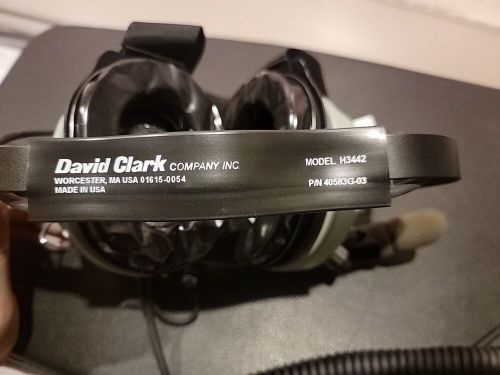 David Clark COMPANY INC.
WORCESTER, MA USA 01615-0054
MADE IN USA
MODEL H3442
P/N 40583G-03